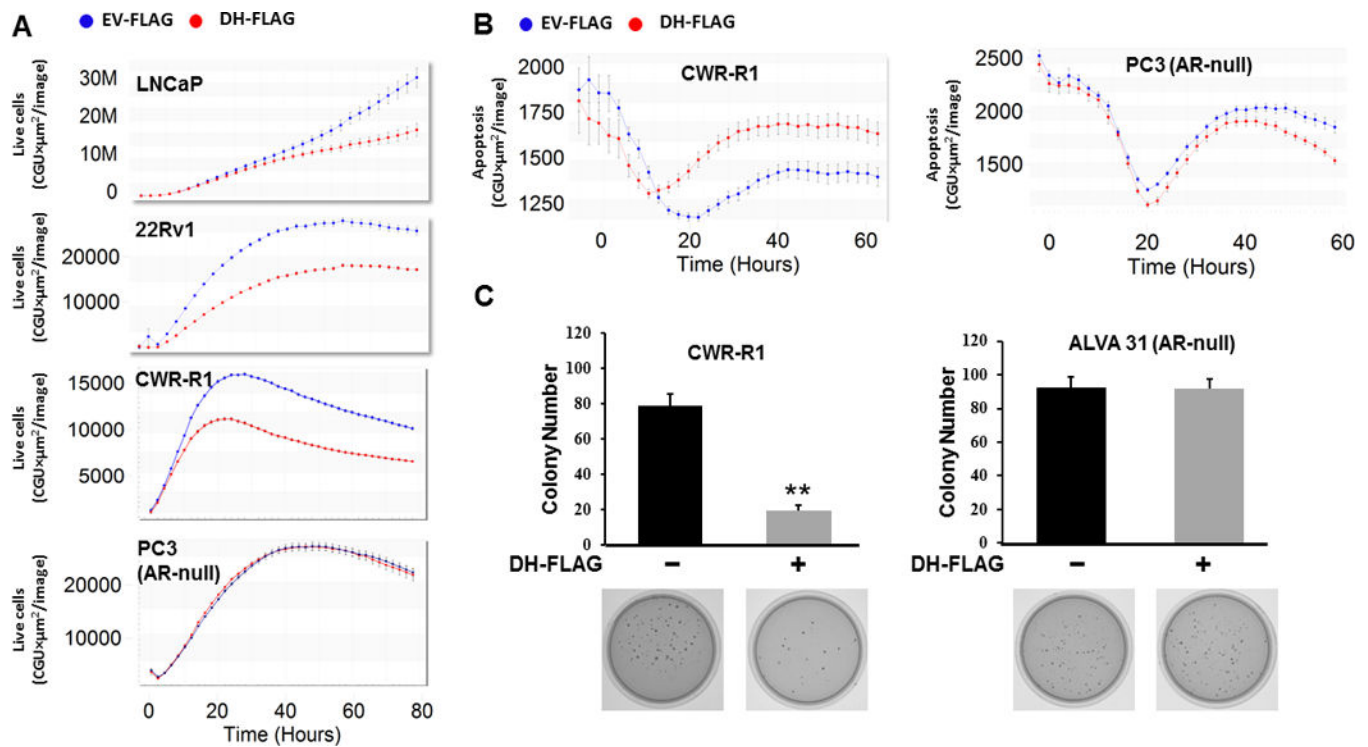 A
EV-FLAG DH-FLAG
LNCaP
30M
20M
10M
0
Live cells
(CGU×µm²/image)
22Rv1
20000
10000
Live cells
(CGU×µm²/image)
CWR-R1
15000
10000
5000
Live cells
(CGU×µm²/image)
PC3
(AR-null)
20000
10000
Live cells
(CGU×µm²/image)
0 20 40 60 80
Time (Hours)
B
EV-FLAG DH-FLAG
CWR-R1
2000
1750
1500
1250
Apoptosis
(CGU×µm²/image)
0 20 40 60
Time (Hours)
PC3 (AR-null)
2500
2000
1500
Apoptosis
(CGU×µm²/image)
0 20 40 60
Time (Hours)
C
CWR-R1
120
100
80
60
40
20
0
Colony Number
**
DH-FLAG − +
ALVA 31 (AR-null)
120
100
80
60
40
20
0
Colony Number
DH-FLAG − +